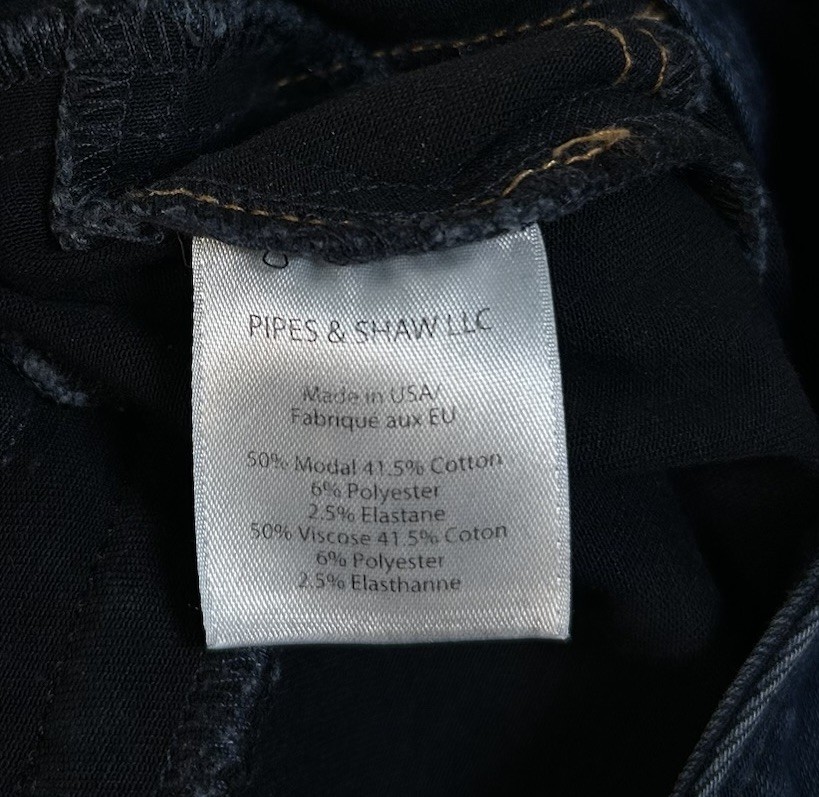 PIPES & SHAW LLC
Made in USA/
Fabriqué aux EU
50% Modal 41.5% Cotton
6% Polyester
2.5% Elastane
50% Viscose 41.5% Coton
6% Polyester
2.5% Elasthanne